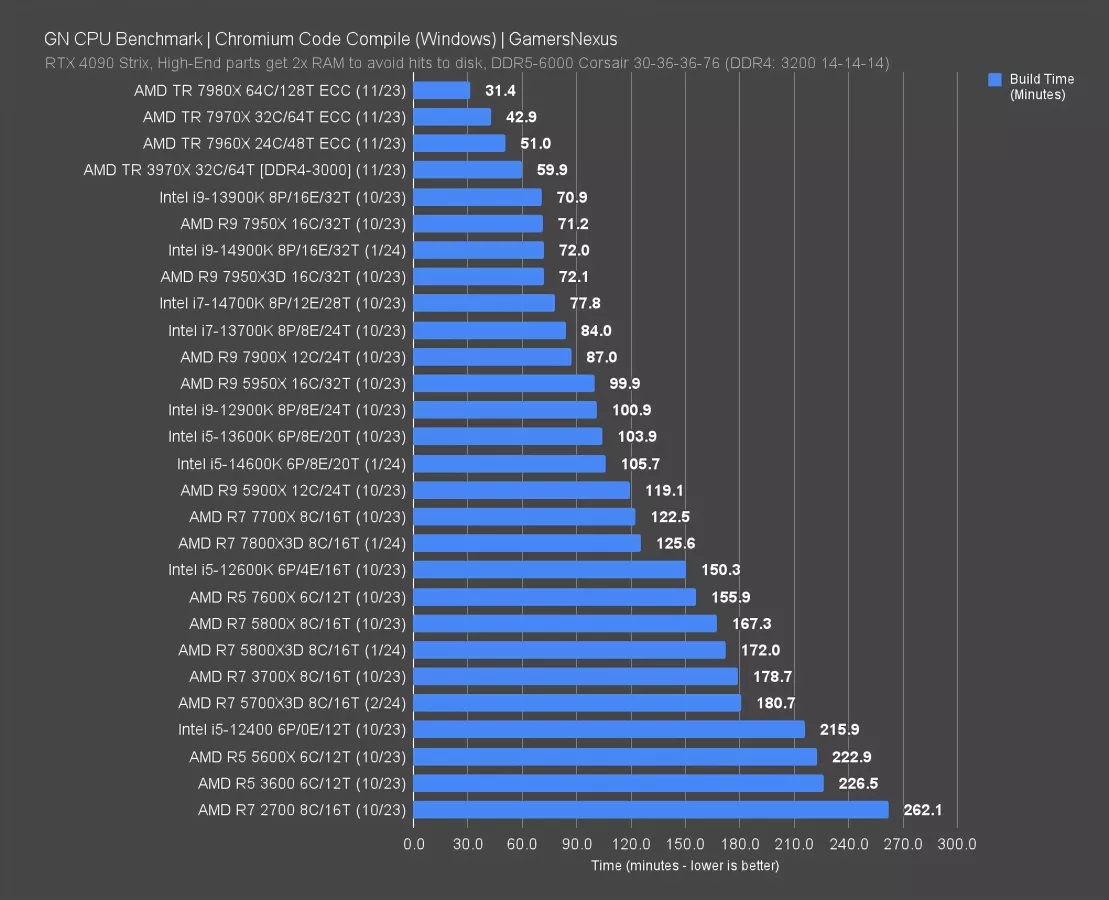 GN CPU Benchmark | Chromium Code Compile (Windows) | GamersNexus
RTX 4090 Strix, High-End parts get 2x RAM to avoid hits to disk, DDR5-6000 Corsair 30-36-36-76 (DDR4: 3200 14-14-14)
Build Time
(Minutes)
AMD TR 7980X 64C/128T ECC (11/23) 31.4
AMD TR 7970X 32C/64T ECC (11/23) 42.9
AMD TR 7960X 24C/48T ECC (11/23) 51.0
AMD TR 3970X 32C/64T [DDR4-3000] (11/23) 59.9
Intel i9-13900K 8P/16E/32T (10/23) 70.9
AMD R9 7950X 16C/32T (10/23) 71.2
Intel i9-14900K 8P/16E/32T (1/24) 72.0
AMD R9 7950X3D 16C/32T (10/23) 72.1
Intel i7-14700K 8P/12E/28T (10/23) 77.8
Intel i7-13700K 8P/8E/24T (10/23) 84.0
AMD R9 7900X 12C/24T (10/23) 87.0
AMD R9 5950X 16C/32T (10/23) 99.9
Intel i9-12900K 8P/8E/24T (10/23) 100.9
Intel i5-13600K 6P/8E/20T (10/23) 103.9
Intel i5-14600K 6P/8E/20T (1/24) 105.7
AMD R9 5900X 12C/24T (10/23) 119.1
AMD R7 7700X 8C/16T (10/23) 122.5
AMD R7 7800X3D 8C/16T (1/24) 125.6
Intel i5-12600K 6P/4E/16T (10/23) 150.3
AMD R5 7600X 6C/12T (10/23) 155.9
AMD R7 5800X 8C/16T (10/23) 167.3
AMD R7 5800X3D 8C/16T (1/24) 172.0
AMD R7 3700X 8C/16T (10/23) 178.7
AMD R7 5700X3D 8C/16T (2/24) 180.7
Intel i5-12400 6P/0E/12T (10/23) 215.9
AMD R5 5600X 6C/12T (10/23) 222.9
AMD R5 3600 6C/12T (10/23) 226.5
AMD R7 2700 8C/16T (10/23) 262.1
0.0 30.0 60.0 90.0 120.0 150.0 180.0 210.0 240.0 270.0 300.0
Time (minutes - lower is better)